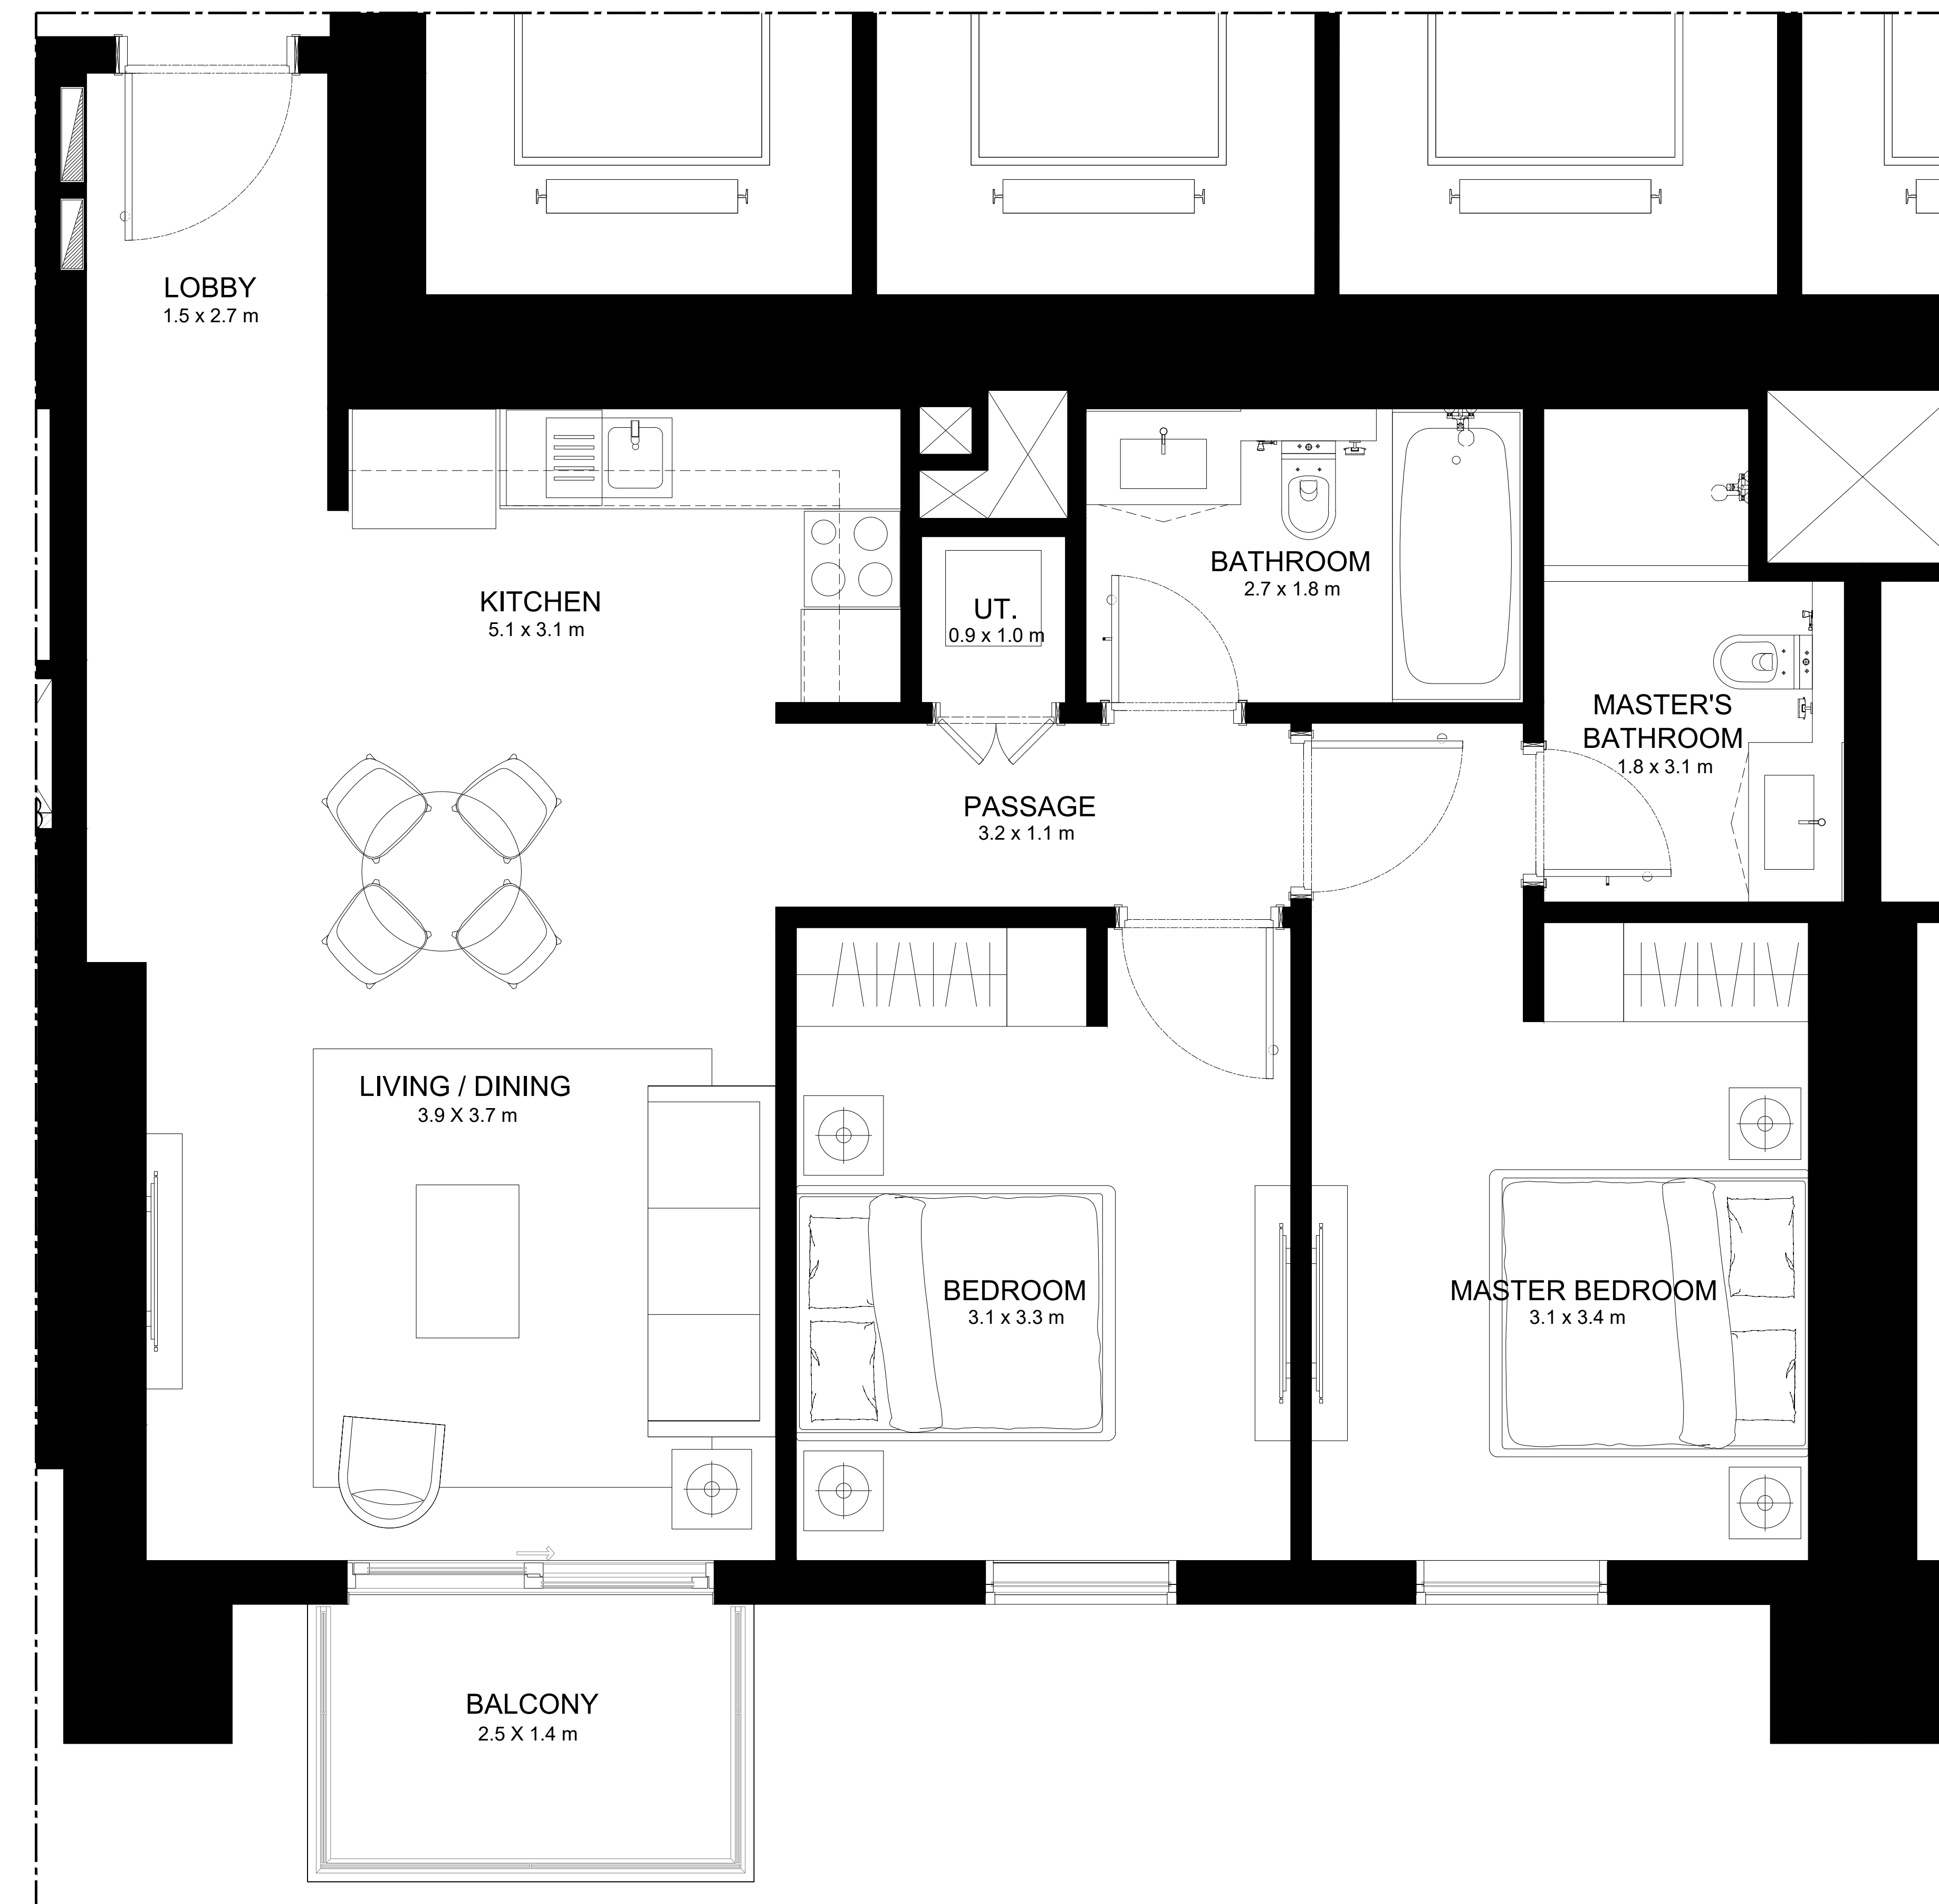 LOBBY
1.5 x 2.7 m
KITCHEN
5.1 x 3.1 m
UT.
0.9 x 1.0 m
BATHROOM
2.7 x 1.8 m
MASTER'S
BATHROOM
1.8 x 3.1 m
PASSAGE
3.2 x 1.1 m
LIVING / DINING
3.9 X 3.7 m
BEDROOM
3.1 x 3.3 m
MASTER BEDROOM
3.1 x 3.4 m
BALCONY
2.5 X 1.4 m